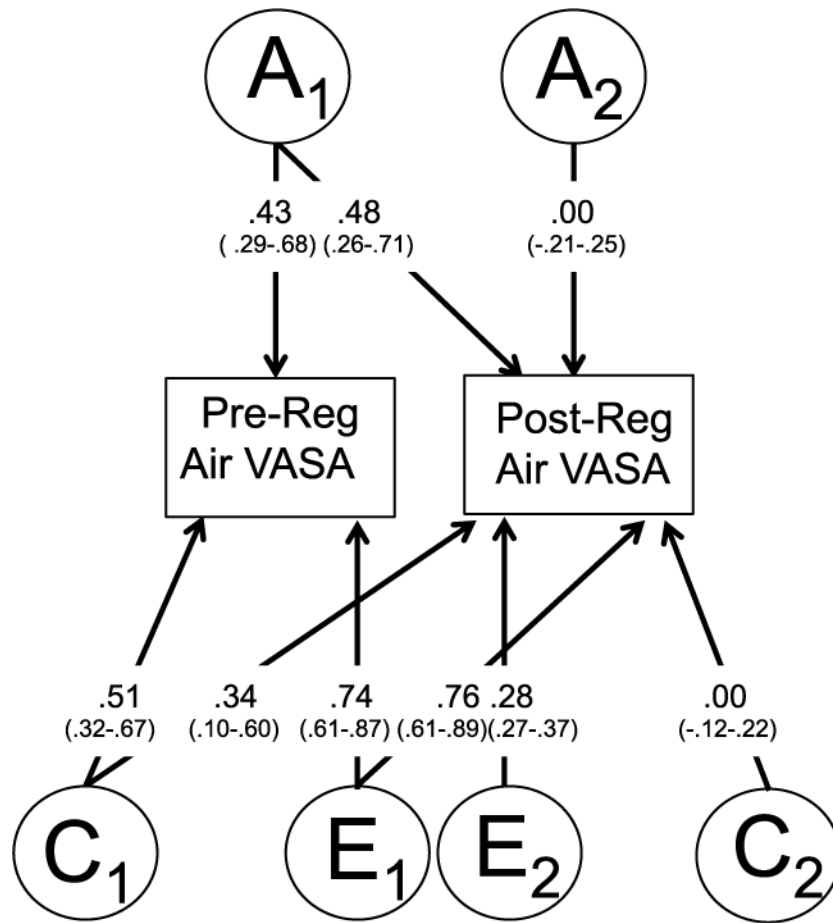 A1 A2
.43 .48 .00
( .29-.68) (.26-.71) (-.21-.25)
Pre-Reg Post-Reg
Air VASA Air VASA
.51 .34 .74 .76 .28 .00
(.32-.67) (.10-.60) (.61-.87) (.61-.89)(.27-.37) (-.12-.22)
C1 E1 E2 C2